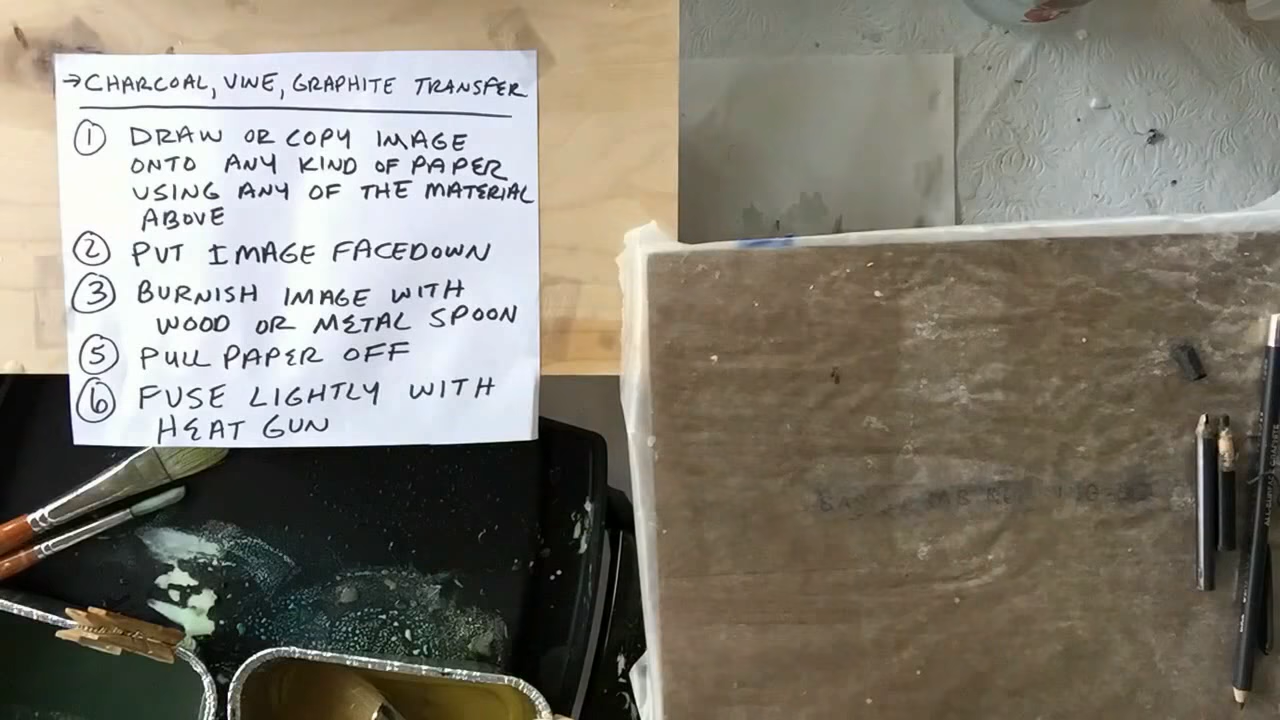 → CHARCOAL, VINE, GRAPHITE TRANSFER
① DRAW OR COPY IMAGE
ONTO ANY KIND OF PAPER
USING ANY OF THE MATERIAL
ABOVE
② PUT IMAGE FACEDOWN
③ BURNISH IMAGE WITH
WOOD OR METAL SPOON
⑤ PULL PAPER OFF
⑥ FUSE LIGHTLY WITH
HEAT GUN